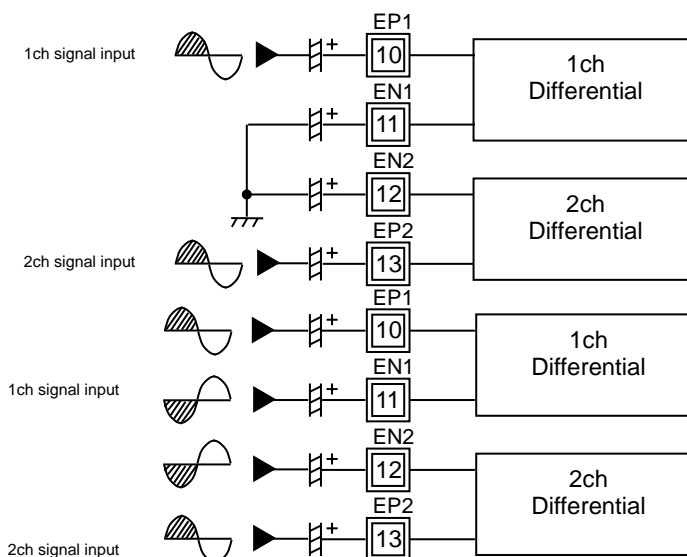 EP1
1ch signal input
+
10
1ch
Differential
EN1
+
11
EN2
+
12
2ch
Differential
EP2
2ch signal input
+
13
EP1
+
10
1ch
Differential
EN1
1ch signal input
+
11
EN2
+
12
2ch
Differential
EP2
+
13
2ch signal input